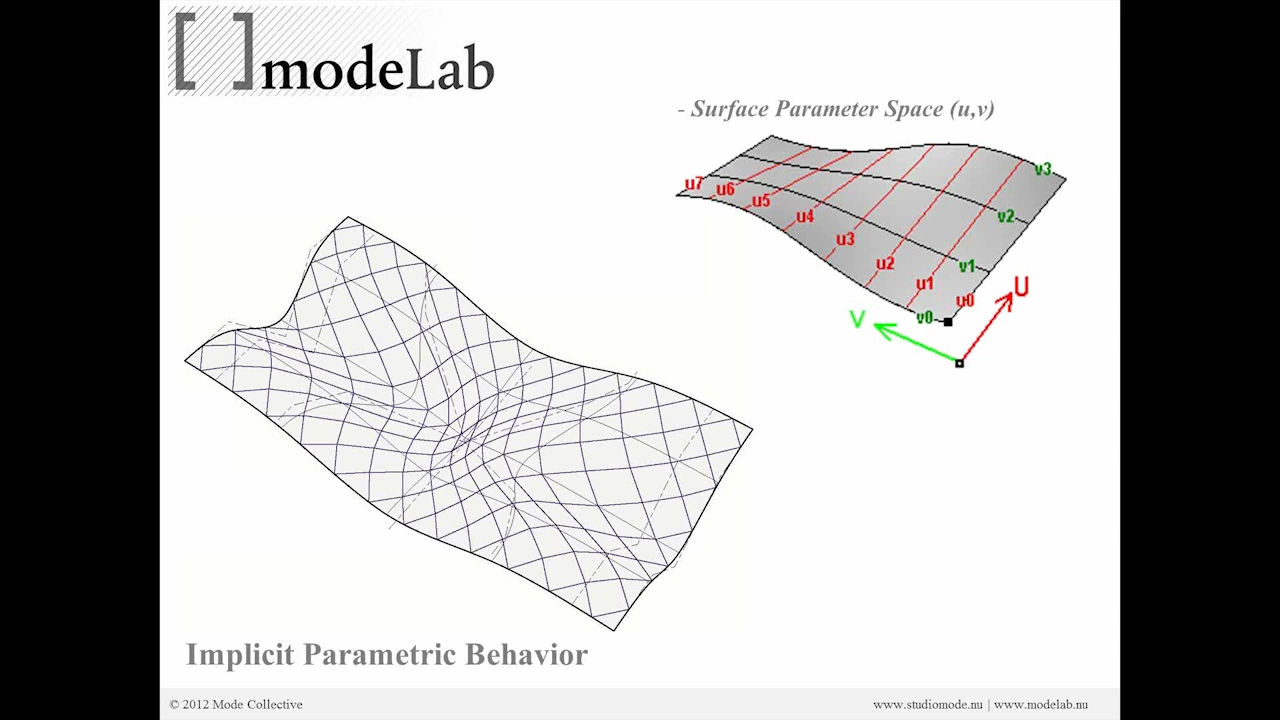 [ ] modeLab
- Surface Parameter Space (u,v)
u7 u6 u5 u4 u3 u2 u1 u0
v3
v2
v1
v0
U
V
Implicit Parametric Behavior
© 2012 Mode Collective
www.studiomode.nu | www.modelab.nu